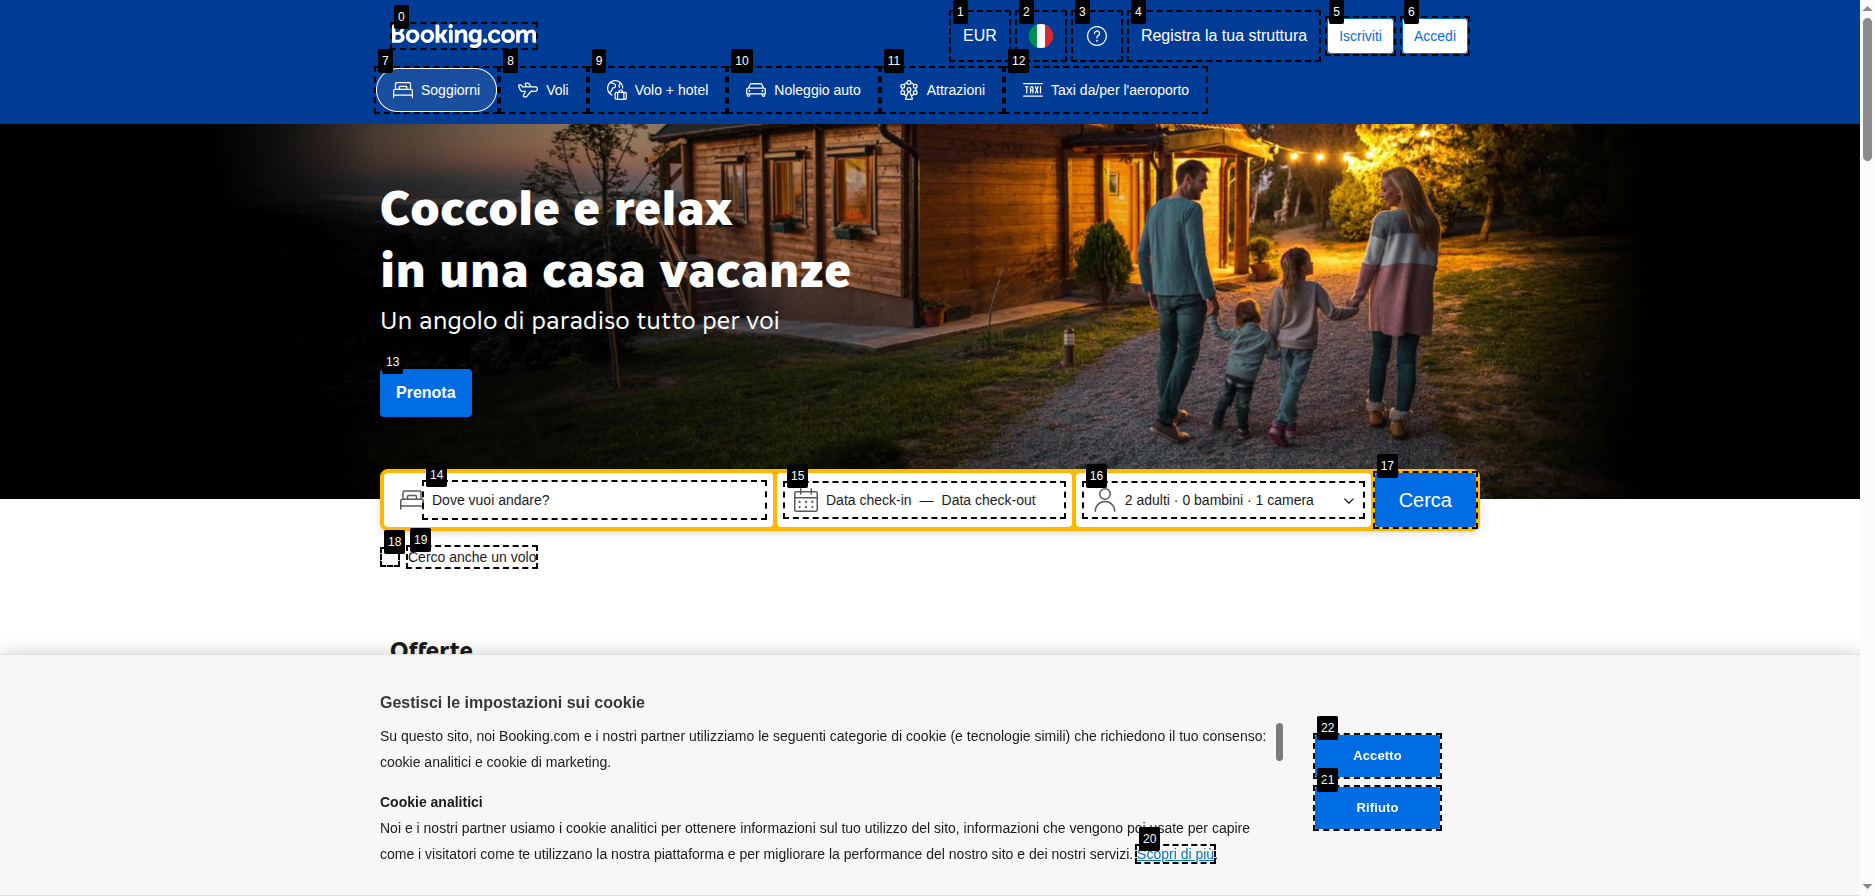 0
Booking.com
1
EUR
2
3
4
Registra la tua struttura
5
Iscriviti
6
Accedi
7
Soggiorni
8
Voli
9
Volo + hotel
10
Noleggio auto
11
Attrazioni
12
TAXI
Taxi da/per l'aeroporto
Coccole e relax
in una casa vacanze
Un angolo di paradiso tutto per voi
13
Prenota
14
Dove vuoi andare?
15
Data check-in — Data check-out
16
2 adulti · 0 bambini · 1 camera
17
Cerca
18
19
Cerco anche un volo
Offerte
Gestisci le impostazioni sui cookie
Su questo sito, noi Booking.com e i nostri partner utilizziamo le seguenti categorie di cookie (e tecnologie simili) che richiedono il tuo consenso:
cookie analitici e cookie di marketing.
Cookie analitici
Noi e i nostri partner usiamo i cookie analitici per ottenere informazioni sul tuo utilizzo del sito, informazioni che vengono poi usate per capire
come i visitatori come te utilizzano la nostra piattaforma e per migliorare la performance del nostro sito e dei nostri servizi. Scopri di più.
20
22
Accetto
21
Rifiuto